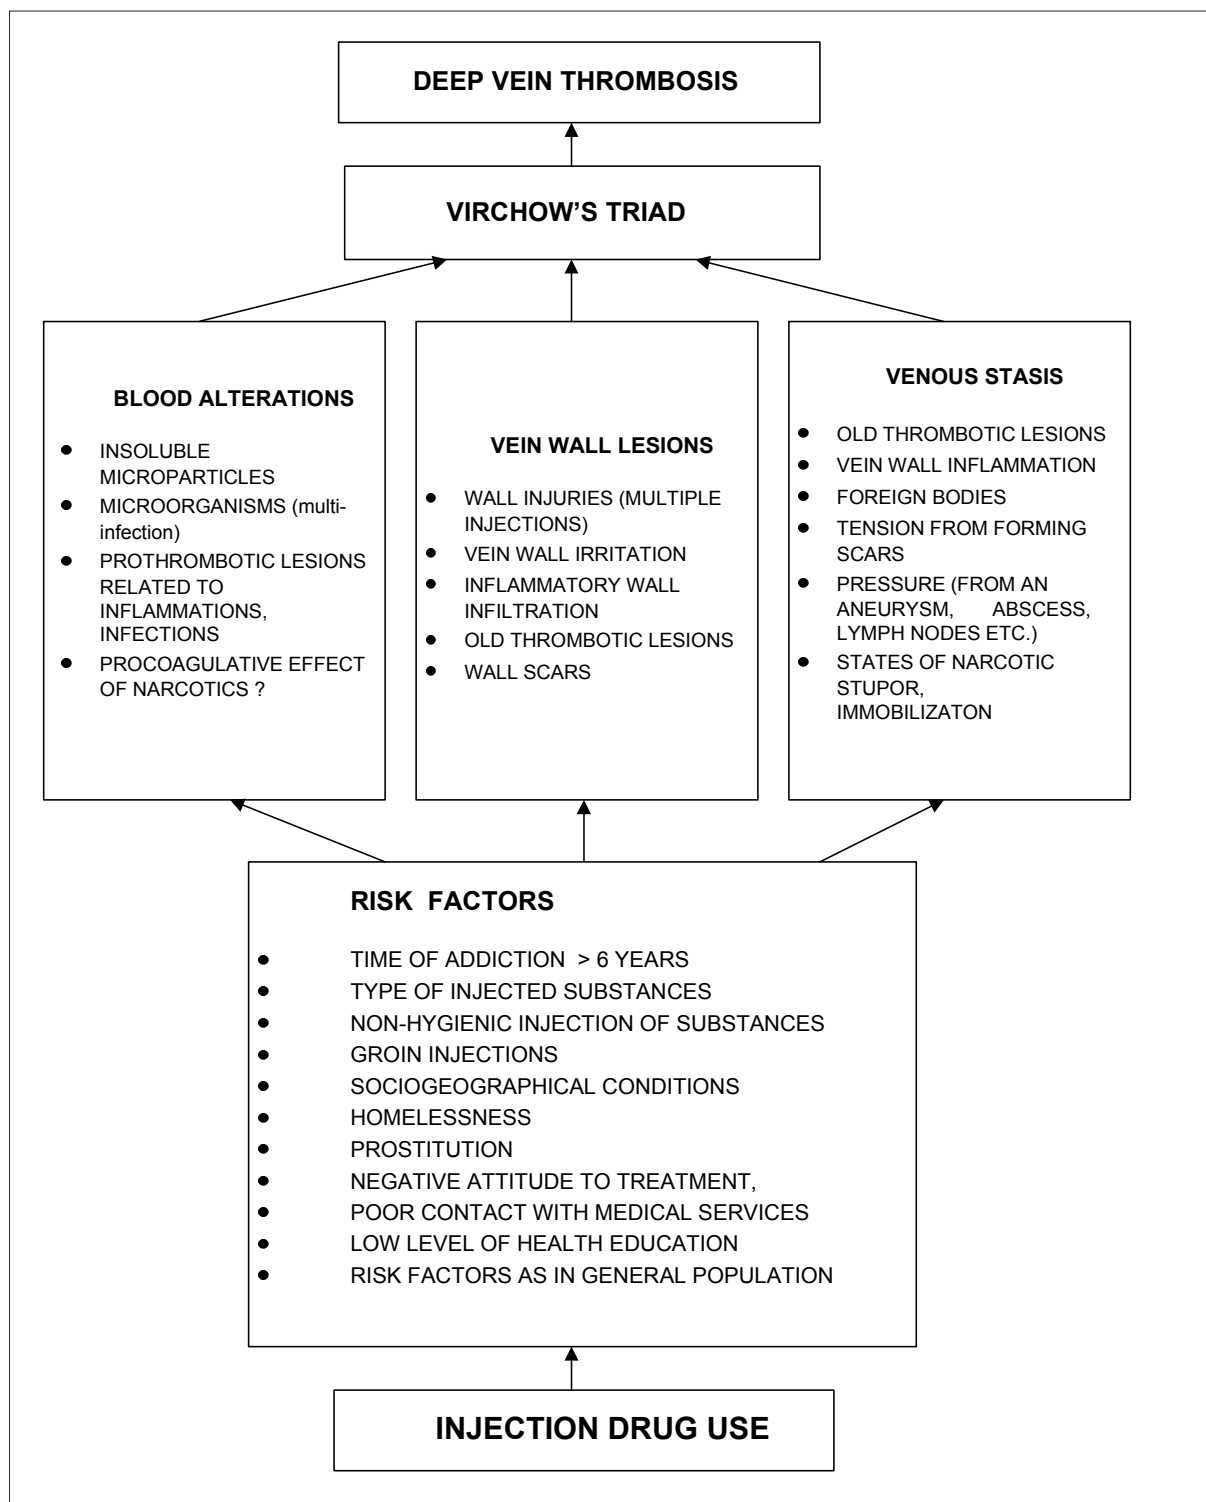 DEEP VEIN THROMBOSIS
VIRCHOW’S TRIAD
BLOOD ALTERATIONS
● INSOLUBLE
MICROPARTICLES
● MICROORGANISMS (multi-
infection)
● PROTHROMBOTIC LESIONS
RELATED TO
INFLAMMATIONS,
INFECTIONS
● PROCOAGULATIVE EFFECT
OF NARCOTICS ?
VEIN WALL LESIONS
● WALL INJURIES (MULTIPLE
INJECTIONS)
● VEIN WALL IRRITATION
● INFLAMMATORY WALL
INFILTRATION
● OLD THROMBOTIC LESIONS
● WALL SCARS
VENOUS STASIS
● OLD THROMBOTIC LESIONS
● VEIN WALL INFLAMMATION
● FOREIGN BODIES
● TENSION FROM FORMING
SCARS
● PRESSURE (FROM AN
ANEURYSM, ABSCESS,
LYMPH NODES ETC.)
● STATES OF NARCOTIC
STUPOR,
IMMOBILIZATON
RISK FACTORS
● TIME OF ADDICTION > 6 YEARS
● TYPE OF INJECTED SUBSTANCES
● NON-HYGIENIC INJECTION OF SUBSTANCES
● GROIN INJECTIONS
● SOCIOGEOGRAPHICAL CONDITIONS
● HOMELESSNESS
● PROSTITUTION
● NEGATIVE ATTITUDE TO TREATMENT,
● POOR CONTACT WITH MEDICAL SERVICES
● LOW LEVEL OF HEALTH EDUCATION
● RISK FACTORS AS IN GENERAL POPULATION
INJECTION DRUG USE